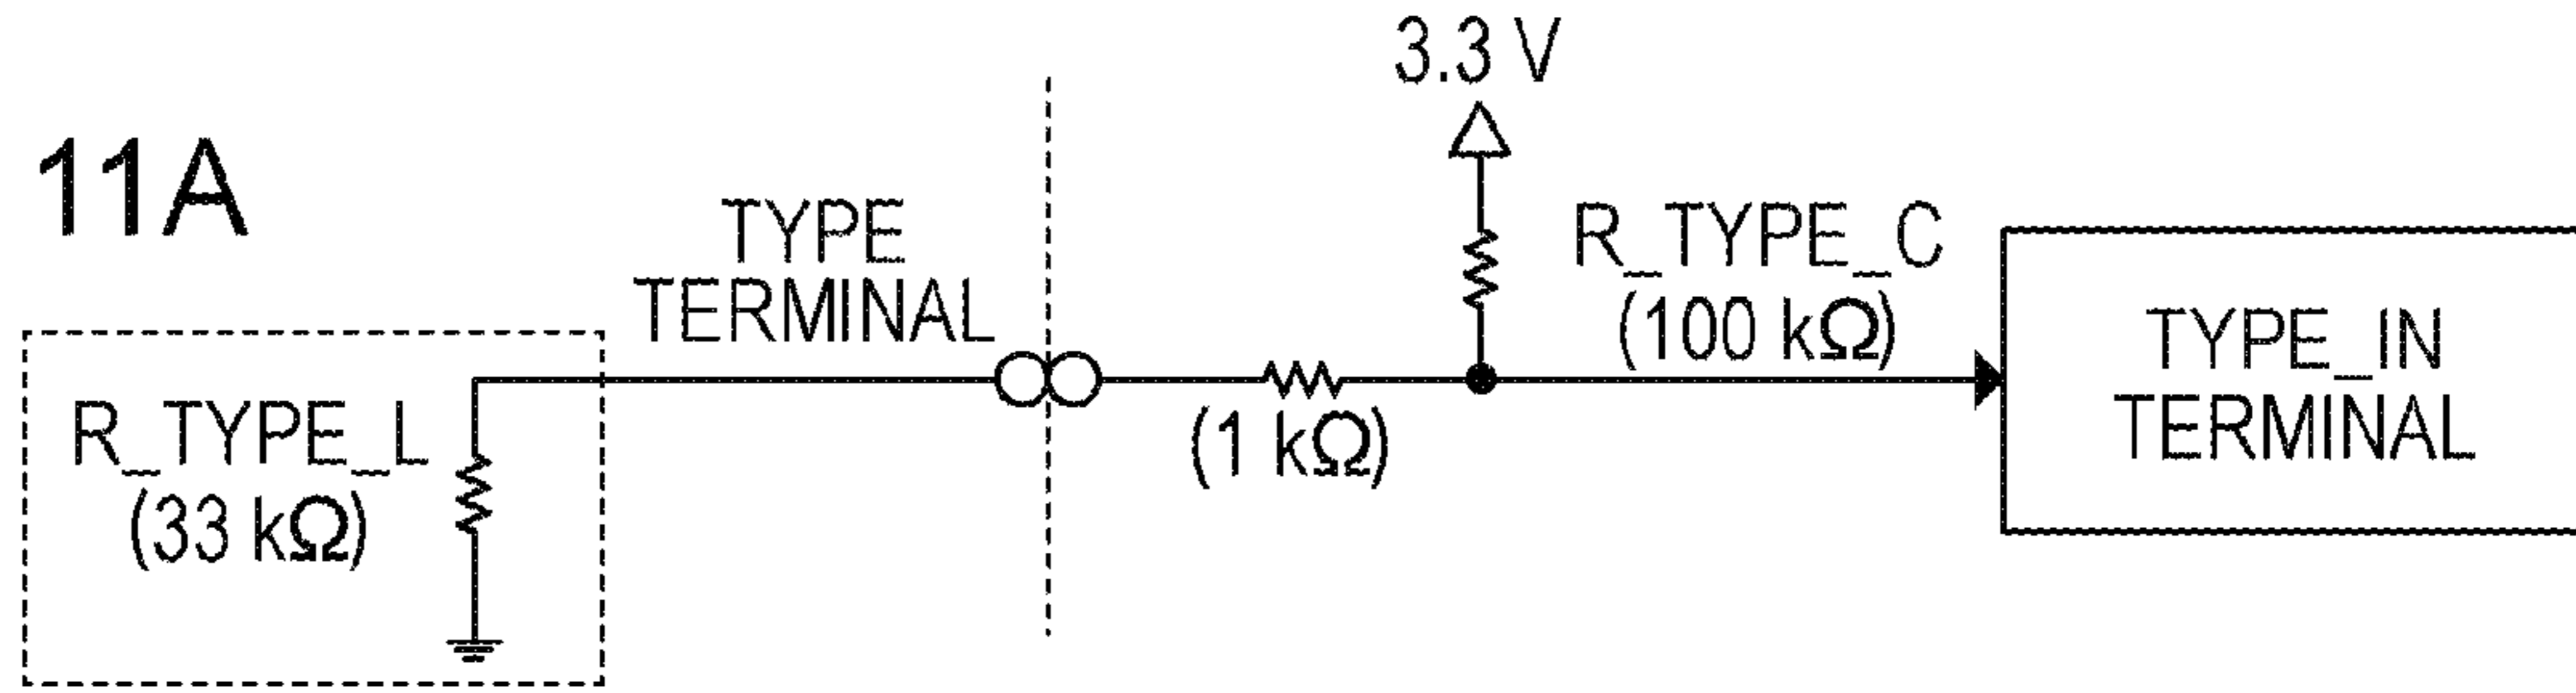 3.3 V
11A
TYPE
TERMINAL
R_TYPE_C
(100 kΩ)
TYPE_IN
TERMINAL
R_TYPE_L
(33 kΩ)
(1 kΩ)